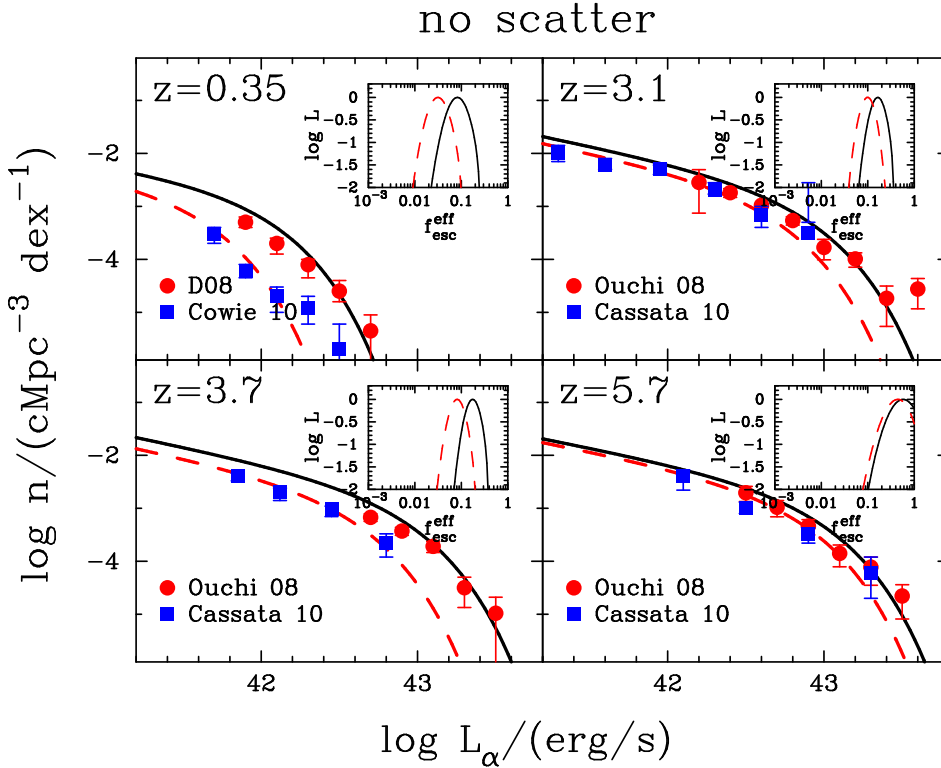 no scatter
log n/(cMpc⁻³ dex⁻¹)
z=0.35
log L
0
−0.5
−1
−1.5
−2
10⁻³ 0.01 0.1 1
f_esc^eff
D08
Cowie 10
−2
−4
z=3.1
log L
0
−0.5
−1
−1.5
−2
10⁻³ 0.01 0.1 1
f_esc^eff
Ouchi 08
Cassata 10
z=3.7
log L
0
−0.5
−1
−1.5
−2
10⁻³ 0.01 0.1 1
f_esc^eff
Ouchi 08
Cassata 10
−2
−4
z=5.7
log L
0
−0.5
−1
−1.5
−2
10⁻³ 0.01 0.1 1
f_esc^eff
Ouchi 08
Cassata 10
42 43 42 43
log L_α/(erg/s)